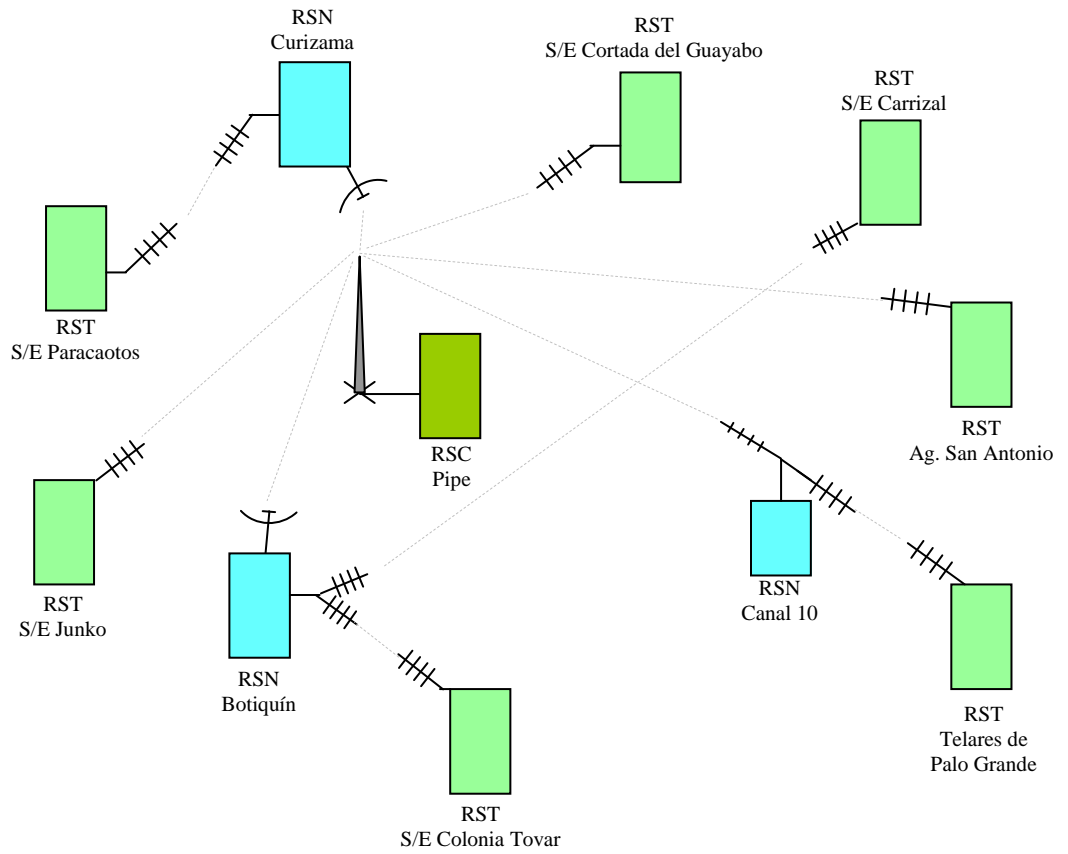 RSN
Curizama
RST
S/E Cortada del Guayabo
RST
S/E Carrizal
RST
S/E Paracaotos
RSC
Pipe
RST
Ag. San Antonio
RST
S/E Junko
RSN
Canal 10
RSN
Botiquín
RST
Telares de
Palo Grande
RST
S/E Colonia Tovar